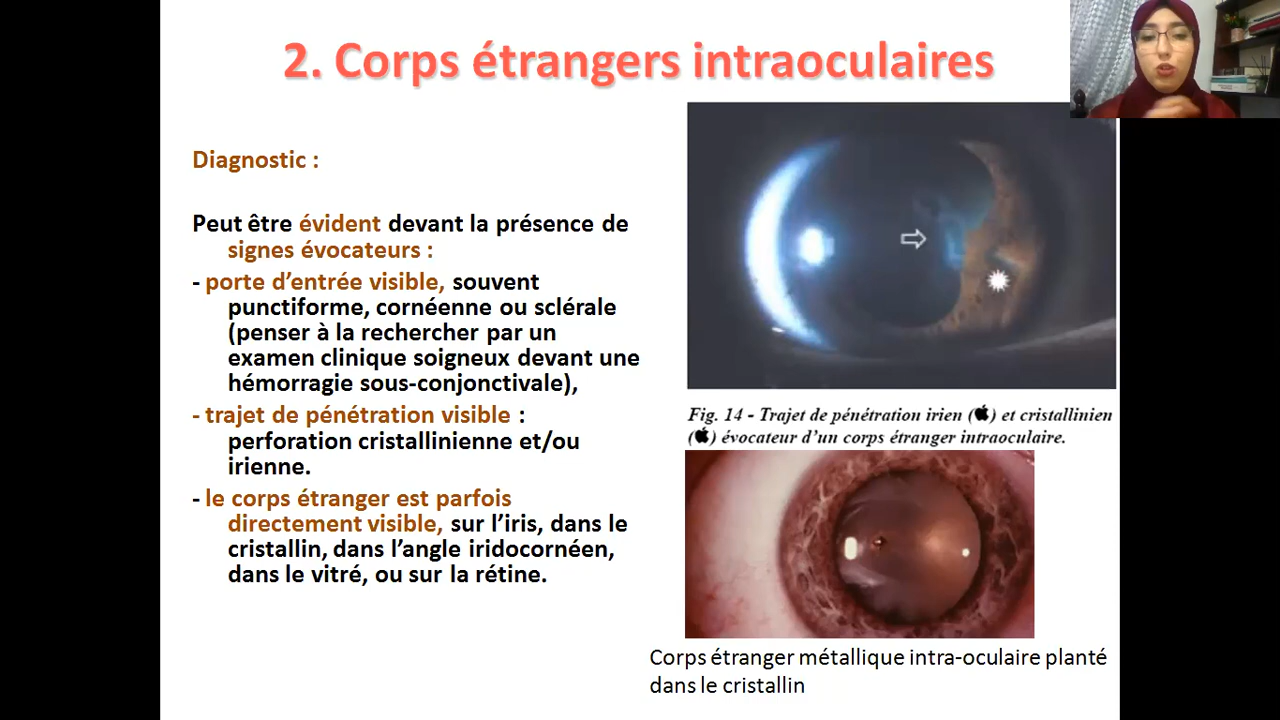 2. Corps étrangers intraoculaires
Diagnostic :
Peut être évident devant la présence de
signes évocateurs :
- porte d’entrée visible, souvent
punctiforme, cornéenne ou sclérale
(penser à la rechercher par un
examen clinique soigneux devant une
hémorragie sous-conjonctivale),
- trajet de pénétration visible :
perforation cristallinienne et/ou
irienne.
- le corps étranger est parfois
directement visible, sur l’iris, dans le
cristallin, dans l’angle iridocornéen,
dans le vitré, ou sur la rétine.
Fig. 14 - Trajet de pénétration irien () et cristallinien
() évocateur d’un corps étranger intraoculaire.
Corps étranger métallique intra-oculaire planté
dans le cristallin